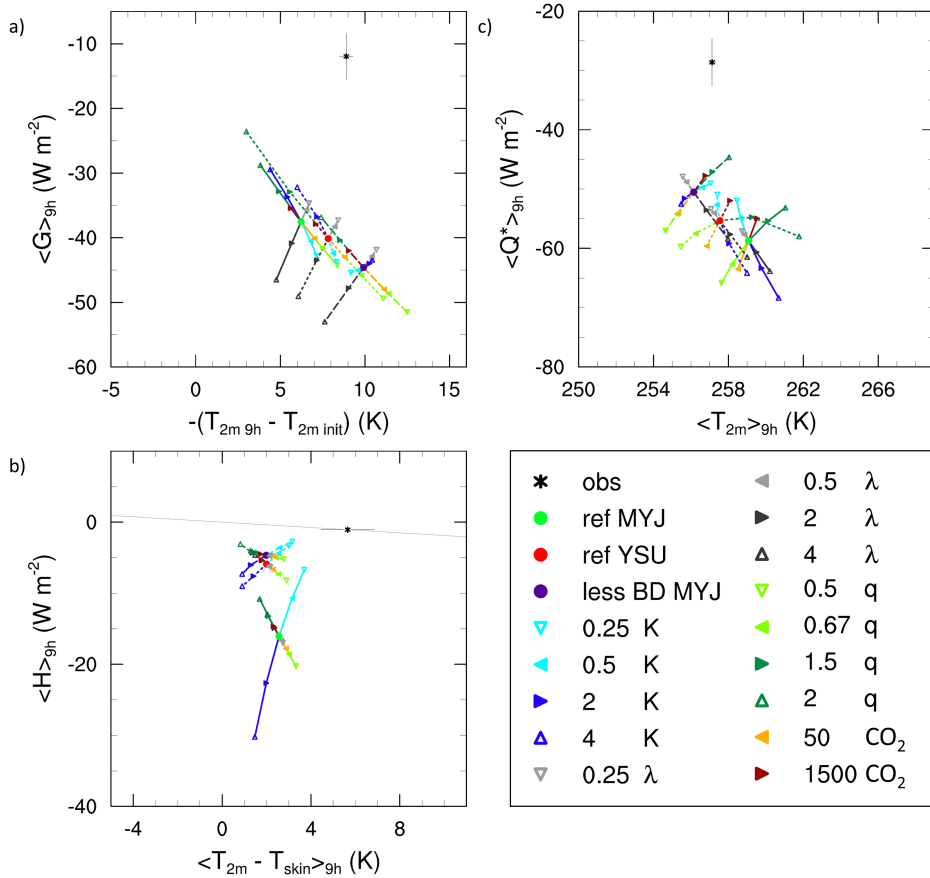 a)
-5
-10
-20
-30
-40
-50
-60
-5
0
5
10
15
<G>9h (W m-2)
-(T2m 9h - T2m init) (K)
c)
-20
-40
-60
-80
250
254
258
262
266
<Q*>9h (W m-2)
<T2m>9h (K)
b)
0
-20
-40
-4
0
4
8
<H>9h (W m-2)
<T2m - Tskin>9h (K)
obs
ref MYJ
ref YSU
less BD MYJ
0.25 K
0.5 K
2 K
4 K
0.25 λ
0.5 λ
2 λ
4 λ
0.5 q
0.67 q
1.5 q
2 q
50 CO2
1500 CO2